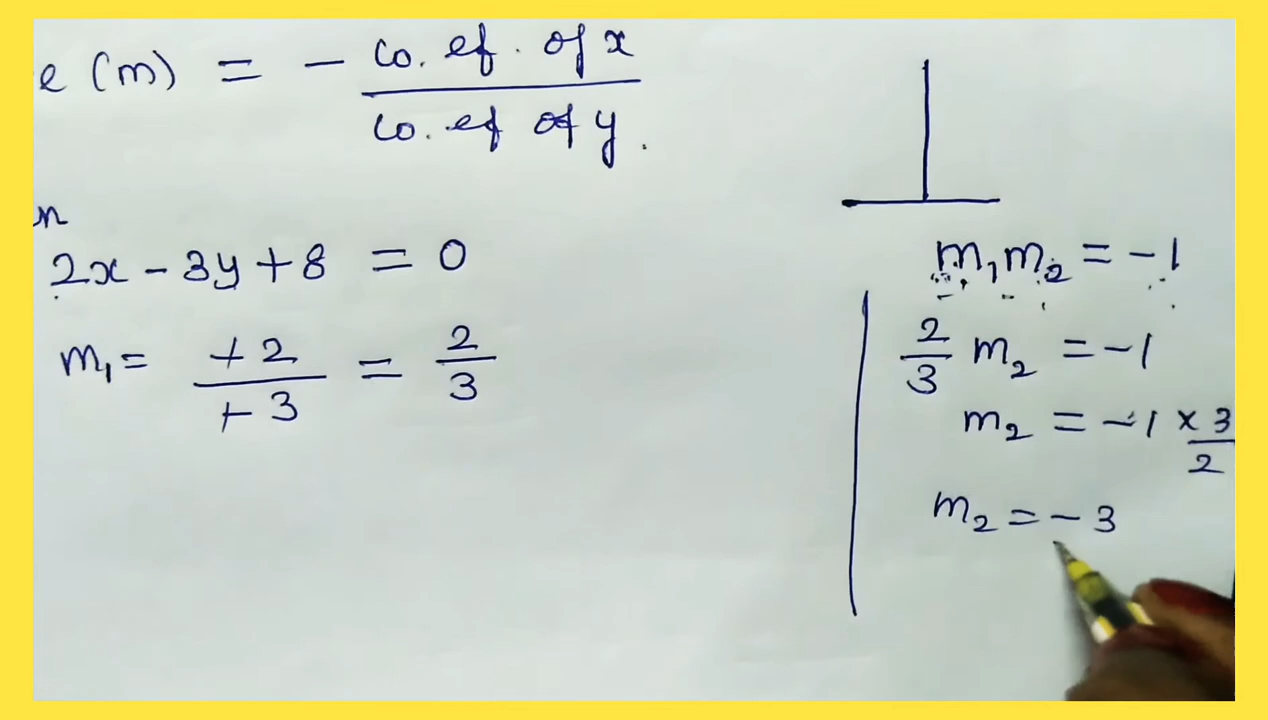 e (m) = - co. ef. of x
co. ef of y.
n
2x - 3y + 8 = 0
m₁ = +2/+3 = 2/3
m₁m₂ = -1
2/3 m₂ = -1
m₂ = -1 x 3/2
m₂ = - 3